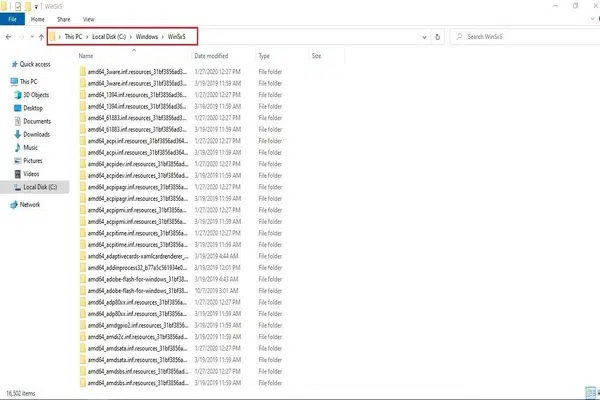 WinSxS
File Home Share View
This PC > Local Disk (C:) > Windows > WinSxS
Search WinSxS
Name Date modified Type Size
Quick access
This PC
3D Objects
Desktop
Documents
Downloads
Music
Pictures
Videos
Local Disk (C:)
Network
amd64_3ware.inf.resources_31bf3856ad3... 1/27/2020 12:27 PM File folder
amd64_3ware.inf.resources_31bf3856ad3... 3/19/2019 11:59 AM File folder
amd64_1394.inf.resources_31bf3856ad36... 1/27/2020 12:27 PM File folder
amd64_1394.inf.resources_31bf3856ad36... 3/19/2019 11:59 AM File folder
amd64_61883.inf.resources_31bf3856ad3... 1/27/2020 12:27 PM File folder
amd64_61883.inf.resources_31bf3856ad3... 3/19/2019 11:59 AM File folder
amd64_acpi.inf.resources_31bf3856ad364... 1/27/2020 12:27 PM File folder
amd64_acpi.inf.resources_31bf3856ad364... 3/19/2019 11:59 AM File folder
amd64_acpidev.inf.resources_31bf3856a... 1/27/2020 12:27 PM File folder
amd64_acpidev.inf.resources_31bf3856a... 3/19/2019 11:59 AM File folder
amd64_acpipagr.inf.resources_31bf3856... 1/27/2020 12:27 PM File folder
amd64_acpipagr.inf.resources_31bf3856... 3/19/2019 11:59 AM File folder
amd64_acpipmi.inf.resources_31bf3856a... 1/27/2020 12:27 PM File folder
amd64_acpipmi.inf.resources_31bf3856a... 3/19/2019 11:59 AM File folder
amd64_acpitime.inf.resources_31bf3856... 1/27/2020 12:27 PM File folder
amd64_acpitime.inf.resources_31bf3856... 3/19/2019 11:59 AM File folder
amd64_adaptivecards-xamlcardrenderer_... 3/19/2019 4:44 AM File folder
amd64_addinprocess32_b77a5c561934e0... 3/19/2019 12:01 PM File folder
amd64_adobe-flash-for-windows_31bf38... 3/19/2019 4:43 AM File folder
amd64_adobe-flash-for-windows_31bf38... 10/7/2019 3:01 AM File folder
amd64_adp80xx.inf.resources_31bf3856a... 1/27/2020 12:27 PM File folder
amd64_adp80xx.inf.resources_31bf3856a... 3/19/2019 11:59 AM File folder
amd64_amdgpio2.inf.resources_31bf3856... 3/19/2019 11:59 AM File folder
amd64_amdi2c.inf.resources_31bf3856ad... 3/19/2019 11:59 AM File folder
amd64_amdsata.inf.resources_31bf3856a... 1/27/2020 12:27 PM File folder
amd64_amdsata.inf.resources_31bf3856a... 3/19/2019 11:59 AM File folder
amd64_amdsbs.inf.resources_31bf3856a... 1/27/2020 12:27 PM File folder
amd64_amdsbs.inf.resources_31bf3856a... 3/19/2019 11:59 AM File folder
16,502 items